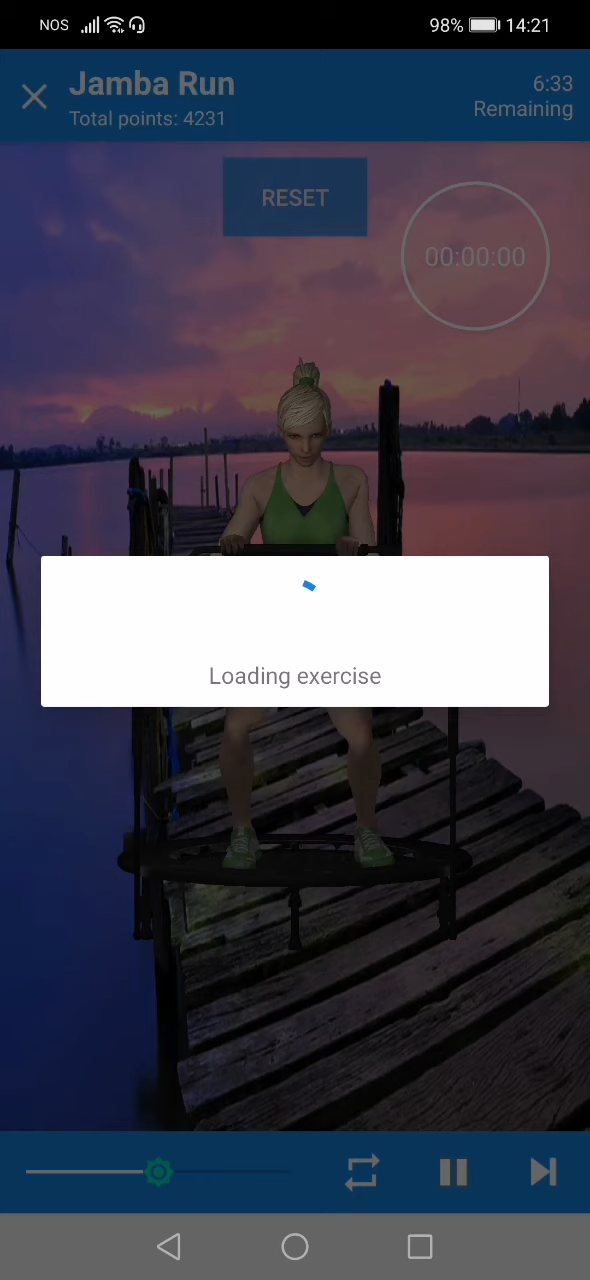 NOS
98% 14:21
Jamba Run
Total points: 4231
6:33
Remaining
RESET
00:00:00
Loading exercise